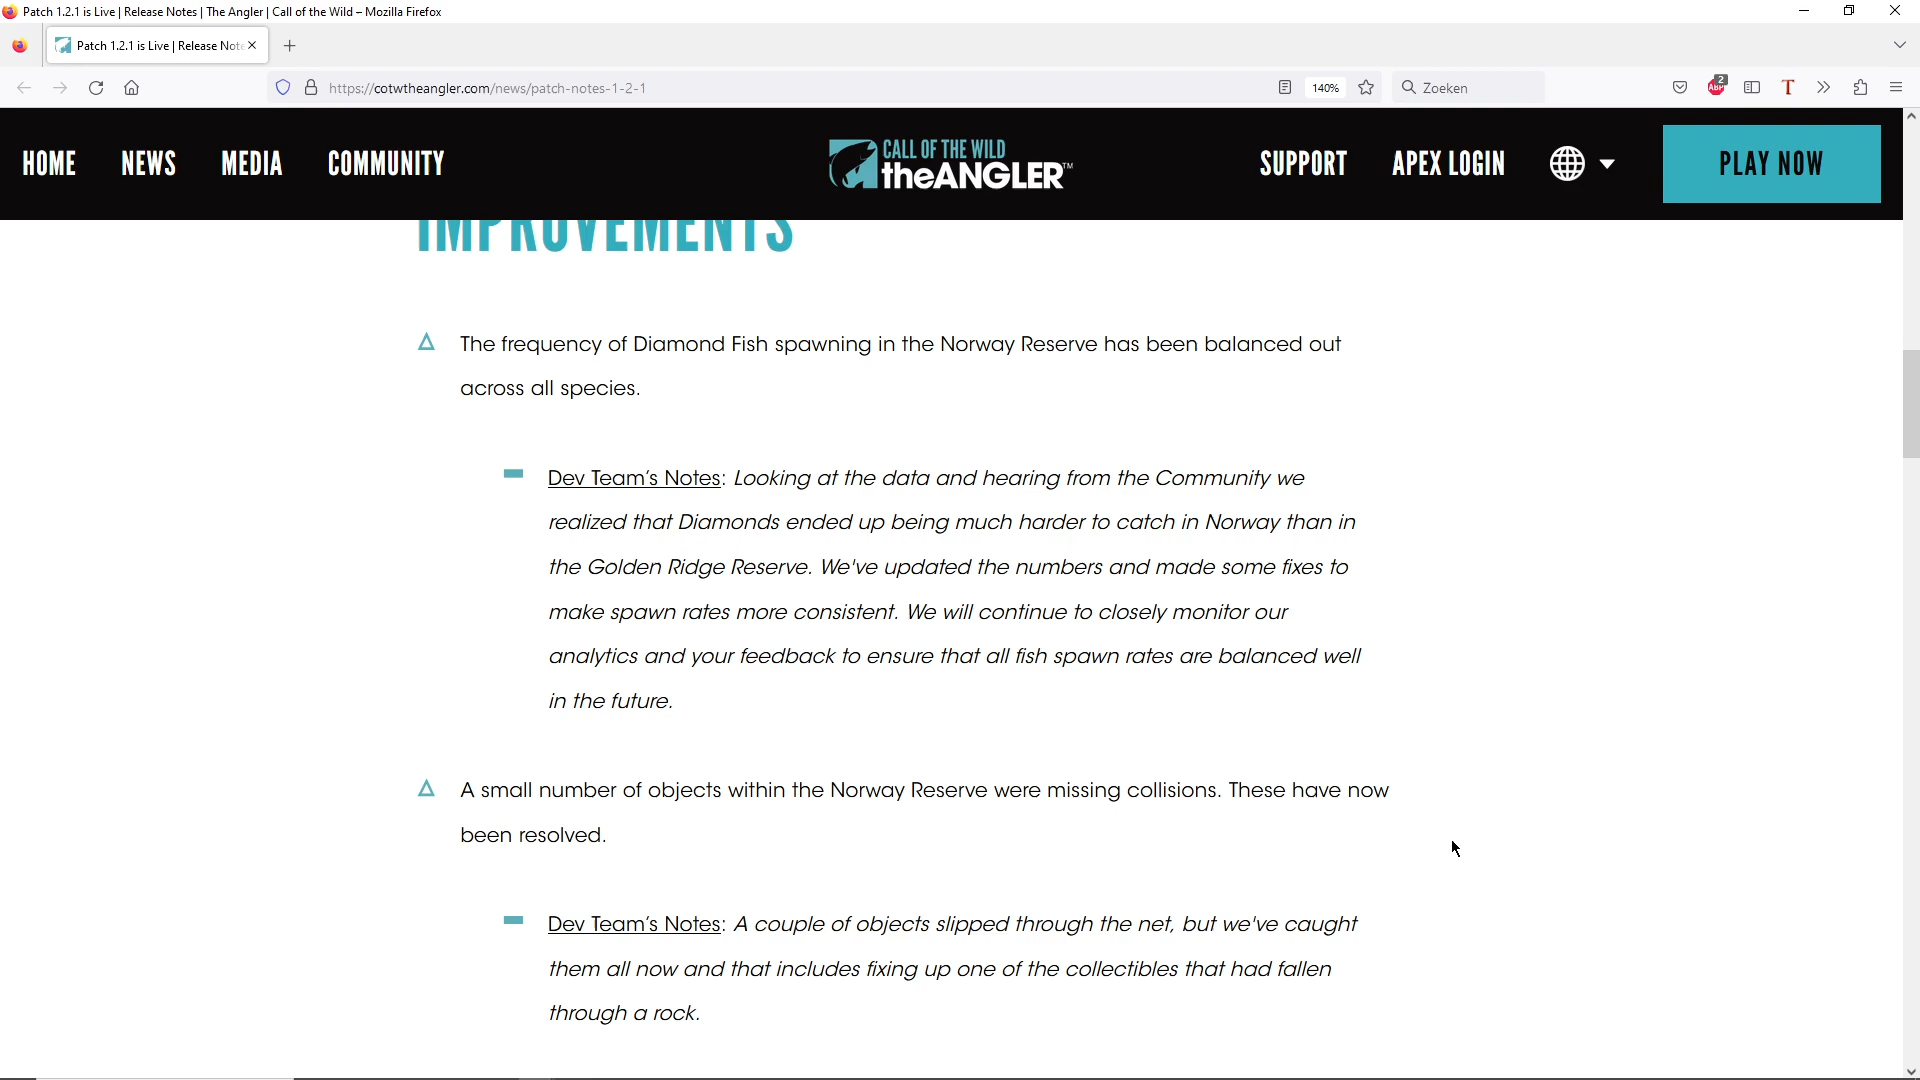 Patch 1.2.1 is Live | Release Notes | The Angler | Call of the Wild – Mozilla Firefox
Patch 1.2.1 is Live | Release Note
https://cotwtheangler.com/news/patch-notes-1-2-1
140%
Zoeken
2
ABP
T
HOME
NEWS
MEDIA
COMMUNITY
CALL OF THE WILD
theANGLER™
SUPPORT
APEX LOGIN
PLAY NOW
IMPROVEMENTS
The frequency of Diamond Fish spawning in the Norway Reserve has been balanced out
across all species.
Dev Team's Notes: Looking at the data and hearing from the Community we
realized that Diamonds ended up being much harder to catch in Norway than in
the Golden Ridge Reserve. We've updated the numbers and made some fixes to
make spawn rates more consistent. We will continue to closely monitor our
analytics and your feedback to ensure that all fish spawn rates are balanced well
in the future.
A small number of objects within the Norway Reserve were missing collisions. These have now
been resolved.
Dev Team's Notes: A couple of objects slipped through the net, but we've caught
them all now and that includes fixing up one of the collectibles that had fallen
through a rock.